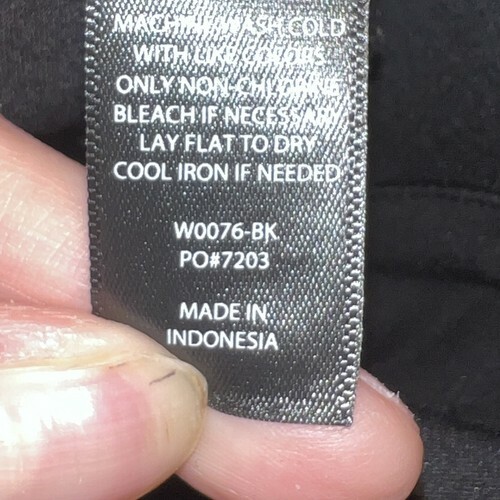 MACHINE WASH COLD
WITH LIKE COLORS
ONLY NON-CHLORINE
BLEACH IF NECESSARY
LAY FLAT TO DRY
COOL IRON IF NEEDED
W0076-BK
PO#7203
MADE IN
INDONESIA